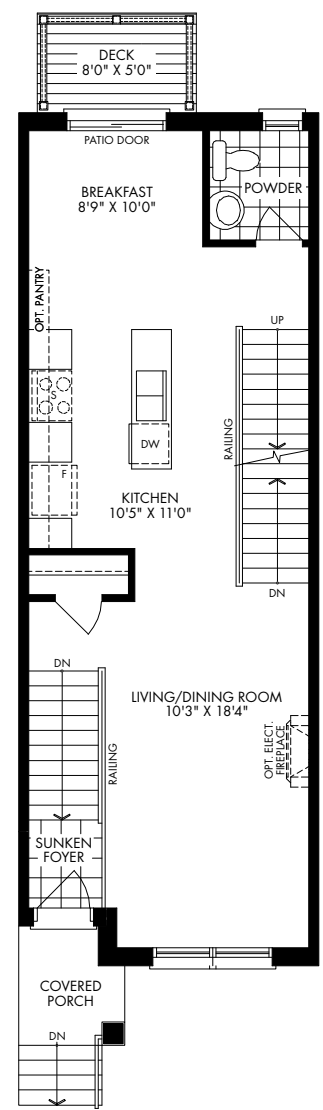 DECK
8'0" X 5'0"
PATIO DOOR
POWDER
BREAKFAST
8'9" X 10'0"
OPT. PANTRY
UP
S
RAILING
DW
F
KITCHEN
10'5" X 11'0"
DN
DN
LIVING/DINING ROOM
10'3" X 18'4"
RAILING
OPT. ELECT.
FIREPLACE
SUNKEN
FOYER
COVERED
PORCH
DN